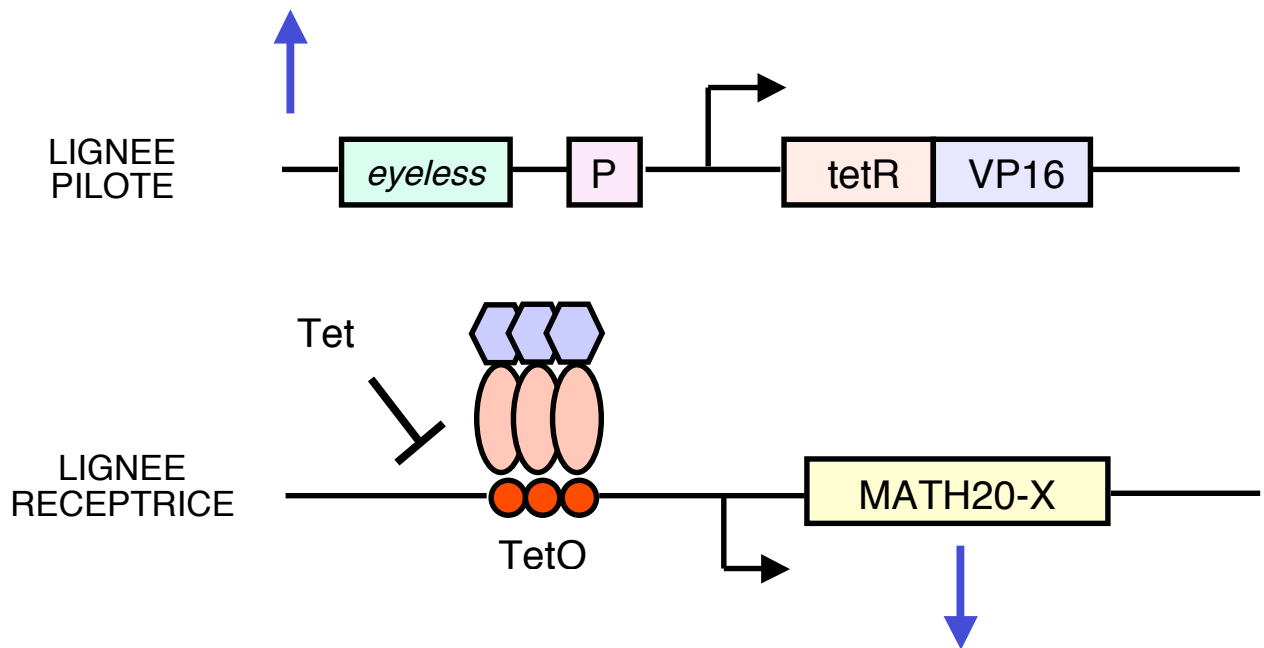 LIGNEE
PILOTE
eyeless
P
tetR
VP16
Tet
LIGNEE
RECEPTRICE
MATH20-X
TetO